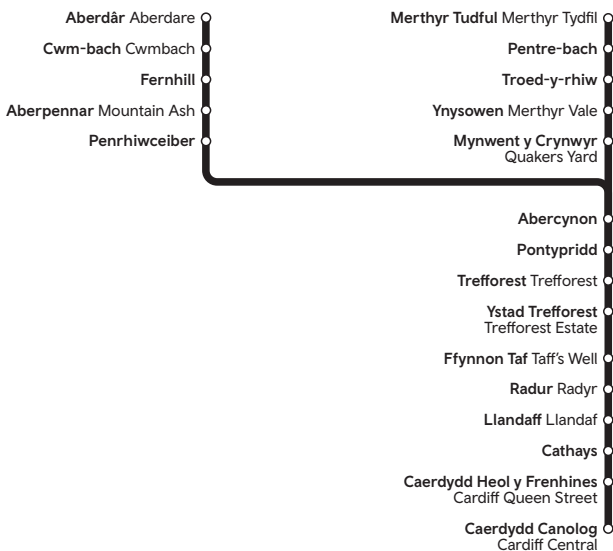 Aberdâr Aberdare
Cwm-bach Cwmbach
Fernhill
Aberpennar Mountain Ash
Penrhiwceiber
Merthyr Tudful Merthyr Tydfil
Pentre-bach
Troed-y-rhiw
Ynysowen Merthyr Vale
Mynwent y Crynwyr
Quakers Yard
Abercynon
Pontypridd
Trefforest Trefforest
Ystad Trefforest
Trefforest Estate
Ffynnon Taf Taff's Well
Radur Radyr
Llandaff Llandaf
Cathays
Caerdydd Heol y Frenhines
Cardiff Queen Street
Caerdydd Canolog
Cardiff Central